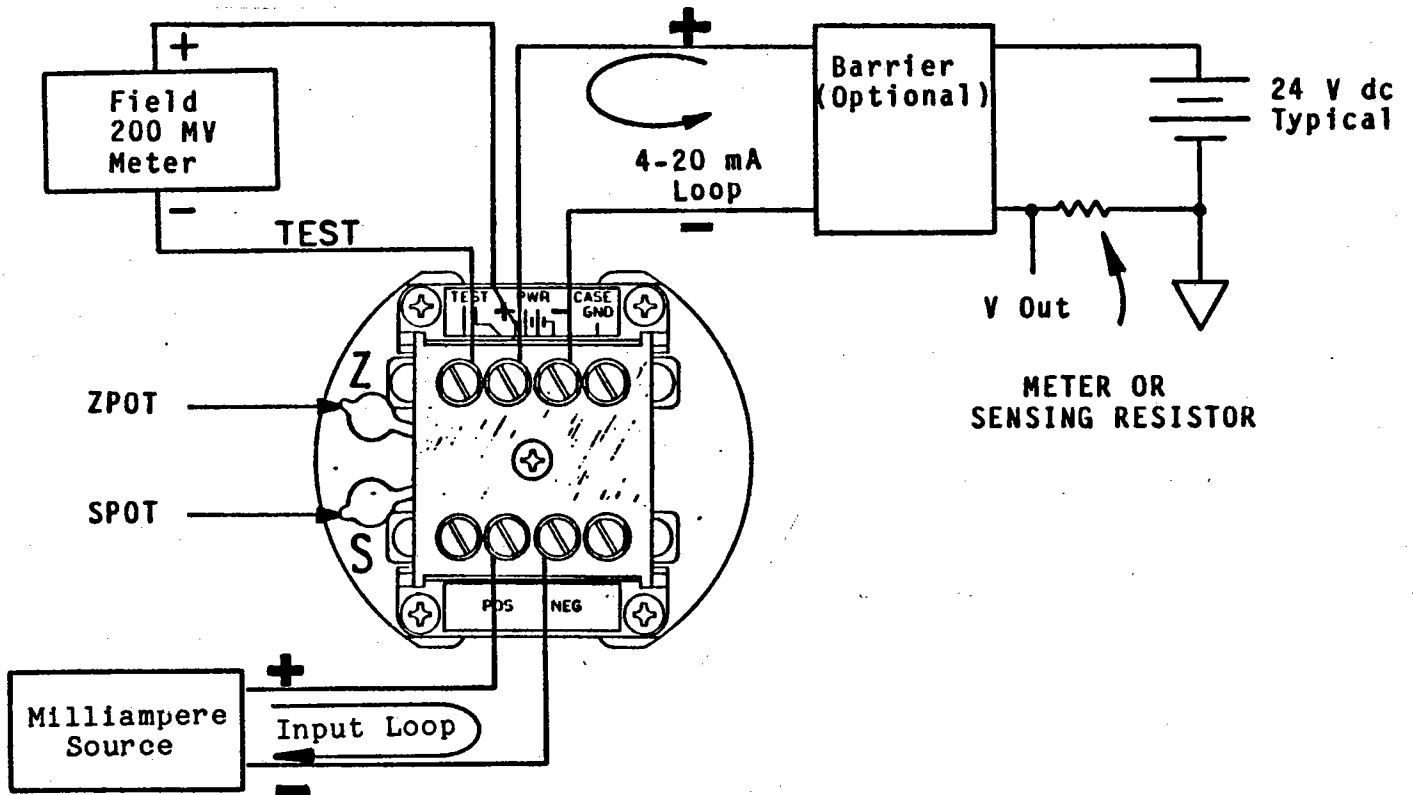 +
Field
200 MV
Meter
−
TEST
+
Barrier
(Optional)
24 V dc
Typical
4-20 mA
Loop
−
V Out
METER OR
SENSING RESISTOR
TEST
+
PWR
−
CASE
GND
Z
ZPOT
SPOT
S
POS
NEG
+
Milliampere
Source
Input Loop
−